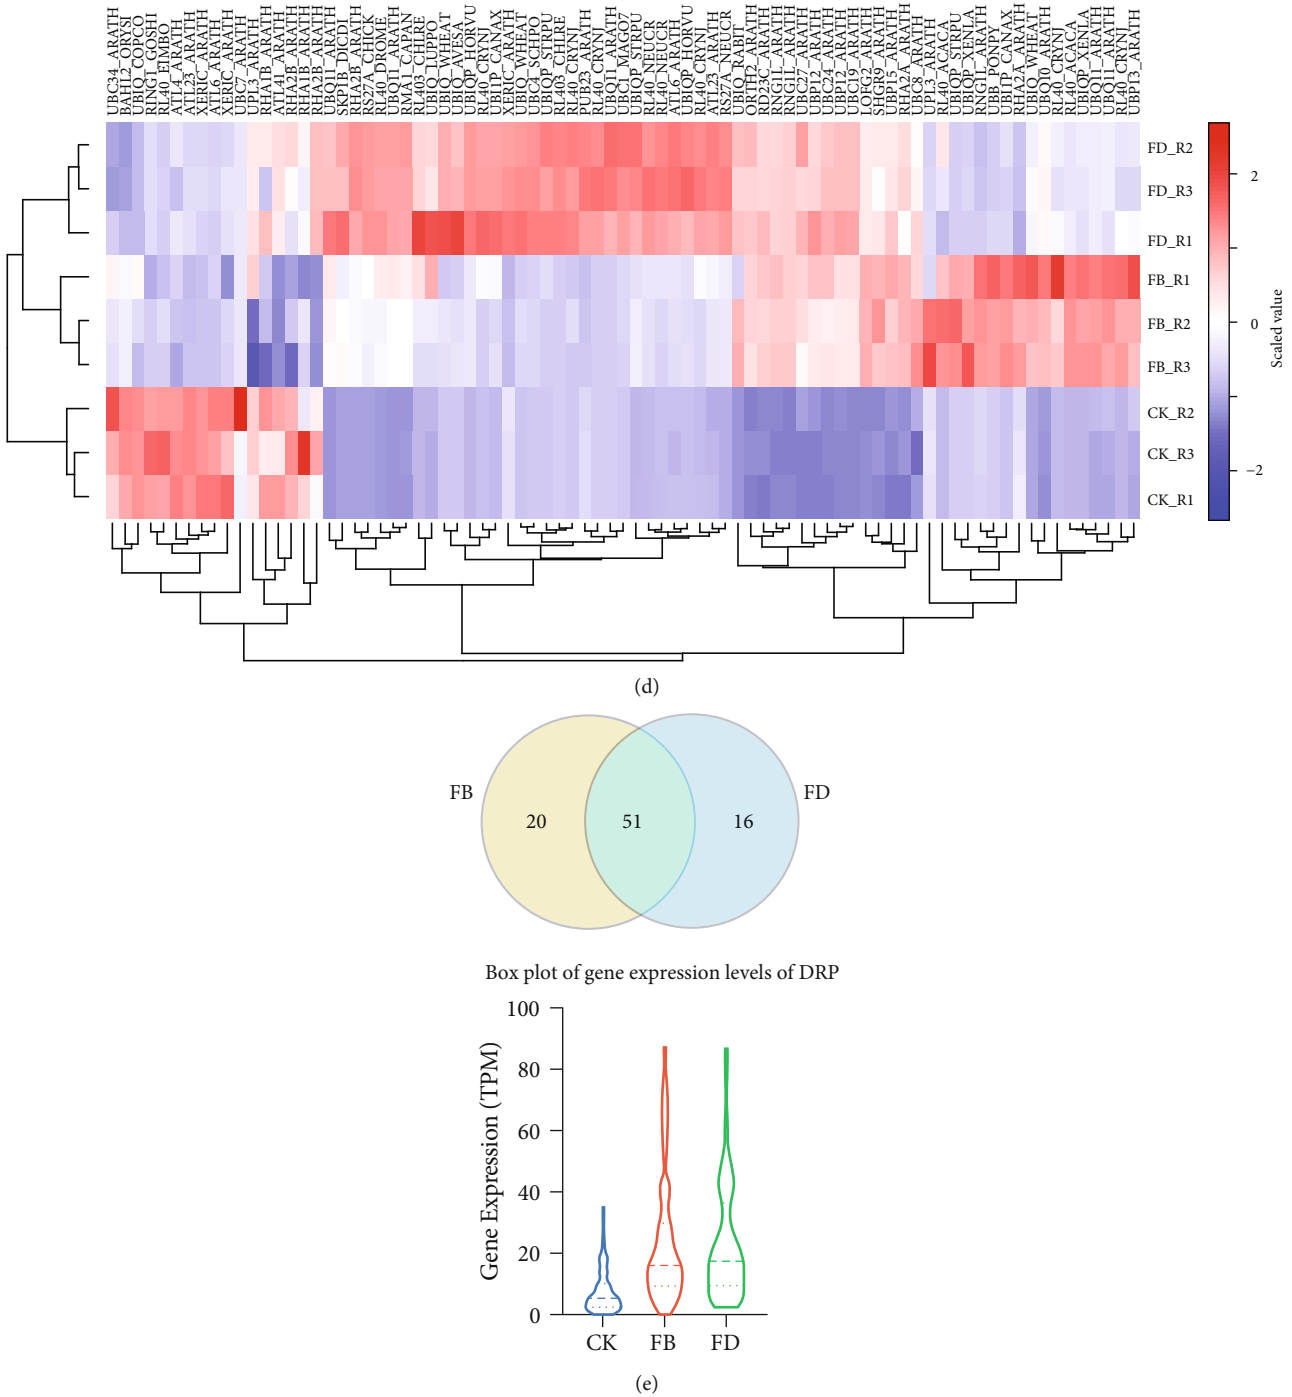 UBC34_ARATH
BAHL2_ORYSI
UBIQ_COPCO
RING1_GOSHI
RL40_EIMBO
ATL4_ARATH
ATL23_ARATH
XERIC_ARATH
ATL6_ARATH
XERIC_ARATH
UBC7_ARATH
UPL3_ARATH
RHF1B_ARATH
ATL41_ARATH
RHA2B_ARATH
RHA1B_ARATH
RHA2B_ARATH
UBQ11_ARATH
SKP1B_DICDI
RHA2B_ARATH
RS27A_CHICK
RL40_DROME
UBQ11_ARATH
RMA11_CAPAN
RL403_CHLRE
UBIQ_LUPPO
UBIQ_WHEAT
UBIQ_AVESA
UBIQP_HORVU
RL40_CRYNJ
UBI1P_CANAX
XERIC_ARATH
UBIQ_WHEAT
UBC4_SCHPO
UBIQP_STRPU
RL403_CHLRE
RL40_CRYNJ
PUB23_ARATH
RL40_CRYNJ
UBQ11_ARATH
UBC1_MAGO7
UBIQP_STRPU
RL40_NEUCR
RL40_NEUCR
ATL6_ARATH
UBIQP_HORVU
RL40_CRYNJ
ATL23_ARATH
RS27A_NEUCR
UBIQ_RABIT
ORTH2_ARATH
RD23C_ARATH
RNG1L_ARATH
RNG1L_ARATH
UBC27_ARATH
UBP12_ARATH
UBC24_ARATH
UBP12_ARATH
UBC19_ARATH
LOFG2_ARATH
SHGR9_ARATH
UBP15_ARATH
RHA2A_ARATH
UBC8_ARATH
UPL3_ARATH
RL40_ACACA
UBIQP_STRPU
UBIQP_XENLA
RNG1L_ARATH
UBB_PONPY
UBI1P_CANAX
RHA2A_ARATH
UBIQ_WHEAT
UBQ10_ARATH
RL40_CRYNJ
RL40_ACACA
UBIQP_XENLA
UBQ11_ARATH
UBQ11_ARATH
RL40_CRYNJ
UBP13_ARATH
FD_R2
FD_R3
FD_R1
FB_R1
FB_R2
FB_R3
CK_R2
CK_R3
CK_R1
2
0
−2
Scaled value
(d)
FB
FD
20
51
16
Box plot of gene expression levels of DRP
Gene Expression (TPM)
100
80
60
40
20
0
CK
FB
FD
(e)